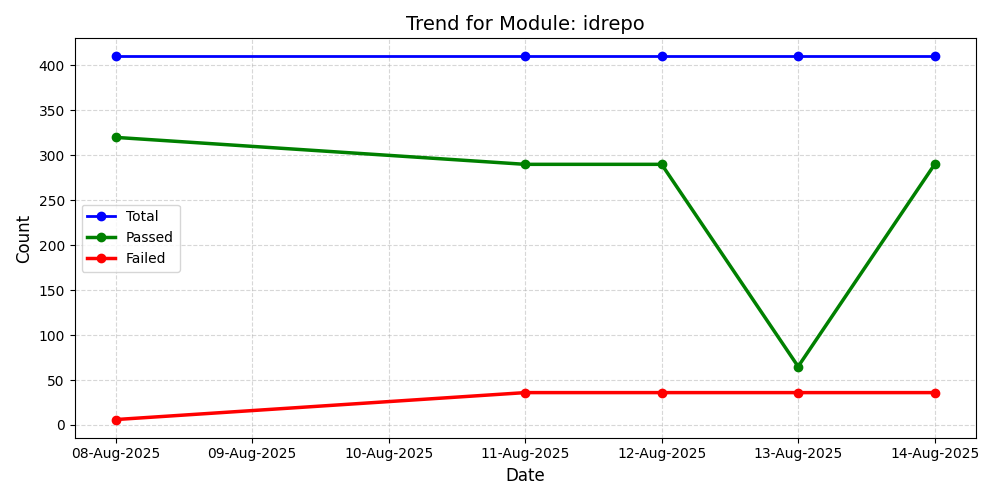 Trend for Module: idrepo
Count
400
350
300
250
200
150
100
50
0
Total
Passed
Failed
08-Aug-2025
09-Aug-2025
10-Aug-2025
11-Aug-2025
12-Aug-2025
13-Aug-2025
14-Aug-2025
Date